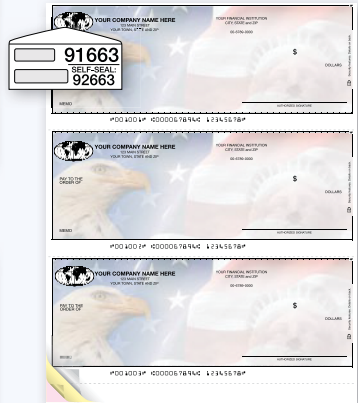 91663
SELF-SEAL:
92663
YOUR COMPANY NAME HERE
123 MAIN STREET
YOUR TOWN, STATE AND ZIP
YOUR FINANCIAL INSTITUTION
CITY, STATE and ZIP
00-6789-0000
$
DOLLARS
MEMO
AUTHORIZED SIGNATURE
⑈001001⑈ ⑆000067894⑆ 12345678⑈
YOUR COMPANY NAME HERE
123 MAIN STREET
YOUR TOWN, STATE AND ZIP
YOUR FINANCIAL INSTITUTION
CITY, STATE and ZIP
00-6789-0000
PAY TO THE
ORDER OF
$
DOLLARS
MEMO
AUTHORIZED SIGNATURE
⑈001002⑈ ⑆000067894⑆ 12345678⑈
YOUR COMPANY NAME HERE
123 MAIN STREET
YOUR TOWN, STATE AND ZIP
YOUR FINANCIAL INSTITUTION
CITY, STATE and ZIP
00-6789-0000
PAY TO THE
ORDER OF
$
DOLLARS
MEMO
AUTHORIZED SIGNATURE
⑈001003⑈ ⑆000067894⑆ 12345678⑈